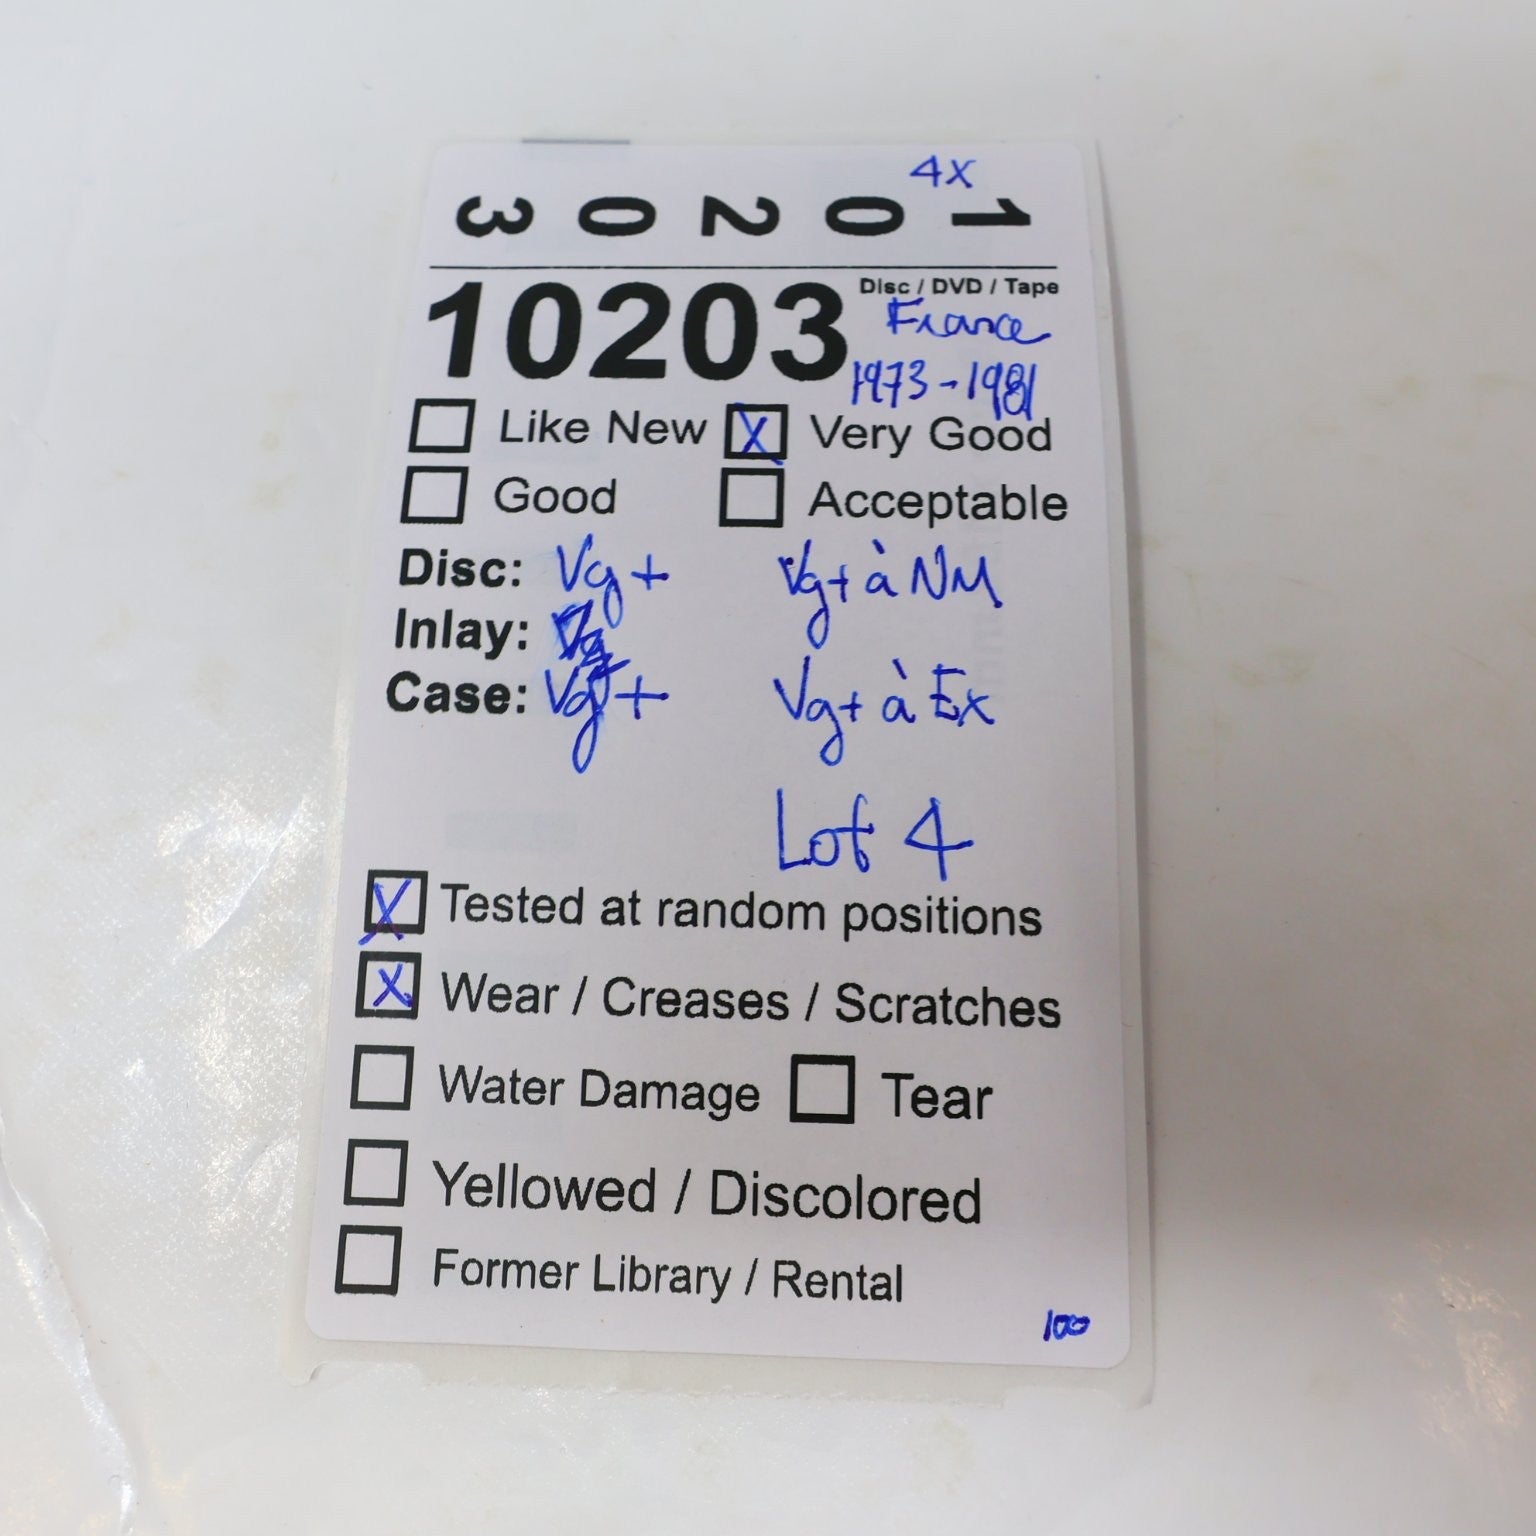 4X
10203
10203 Disc / DVD / Tape
France
1973-1981
Like New X Very Good
Good Acceptable
Disc: Vg+ Vg+ à NM
Inlay:
Case: Vg+ Vg+ à Ex
Lot 4
X Tested at random positions
X Wear / Creases / Scratches
Water Damage Tear
Yellowed / Discolored
Former Library / Rental
100